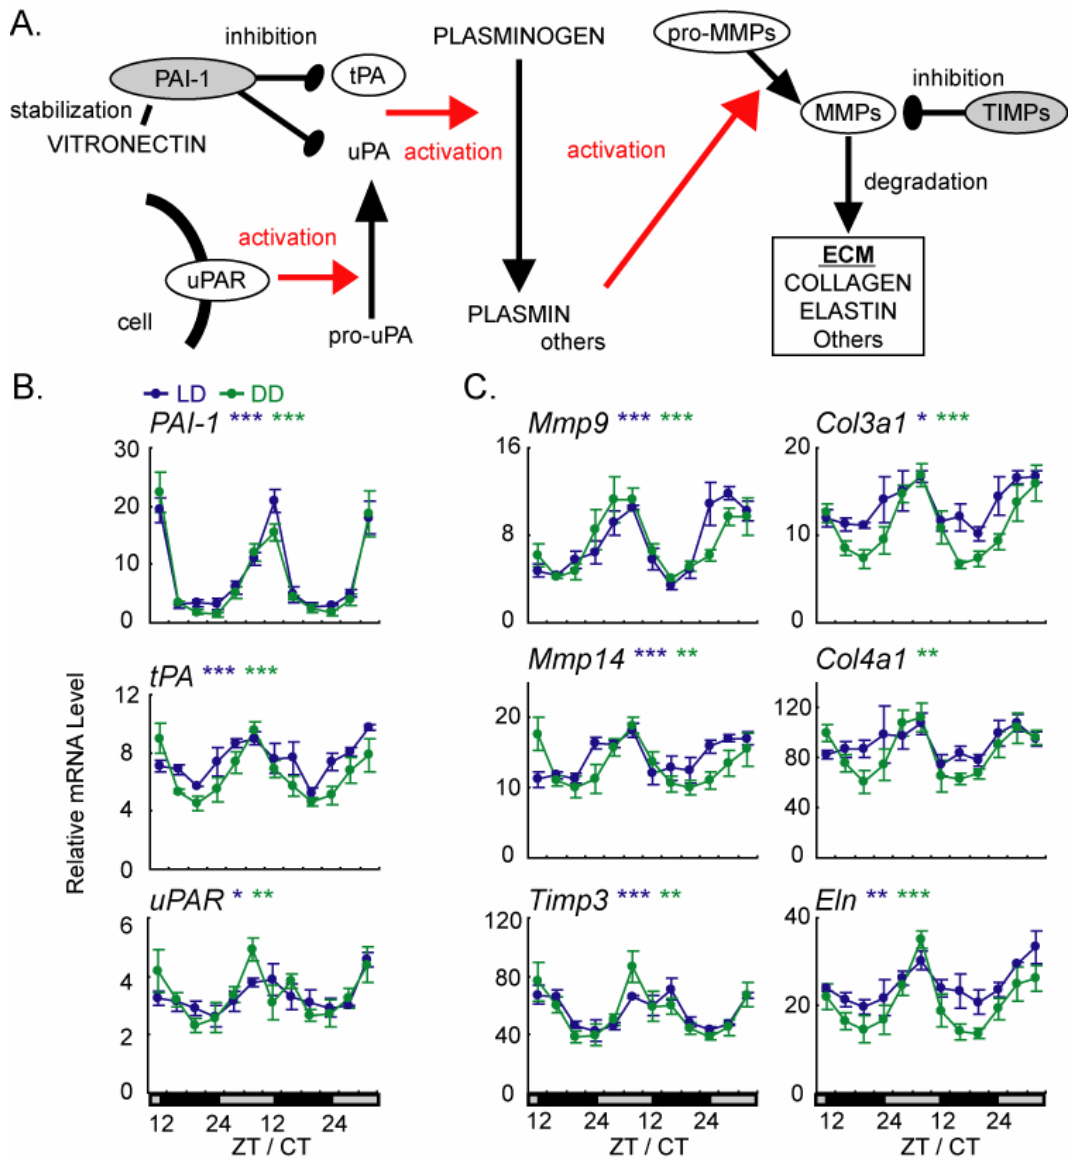 A.
inhibition
PAI-1
tPA
stabilization
VITRONECTIN
uPA
activation
PLASMINOGEN
activation
uPAR
cell
pro-uPA
PLASMIN
others
activation
pro-MMPs
inhibition
MMPs
TIMPs
degradation
ECM
COLLAGEN
ELASTIN
Others
B.
LD DD
Relative mRNA Level
PAI-1 *** ***
30
20
10
0
tPA *** ***
12
8
4
0
uPAR * **
6
4
2
0
12 24 12 24
ZT / CT
C.
Mmp9 *** ***
16
8
0
Col3a1 * ***
20
10
0
Mmp14 *** **
20
10
0
Col4a1 **
120
80
40
0
Timp3 *** **
120
80
40
0
12 24 12 24
ZT / CT
Eln ** ***
40
20
0
12 24 12 24
ZT / CT